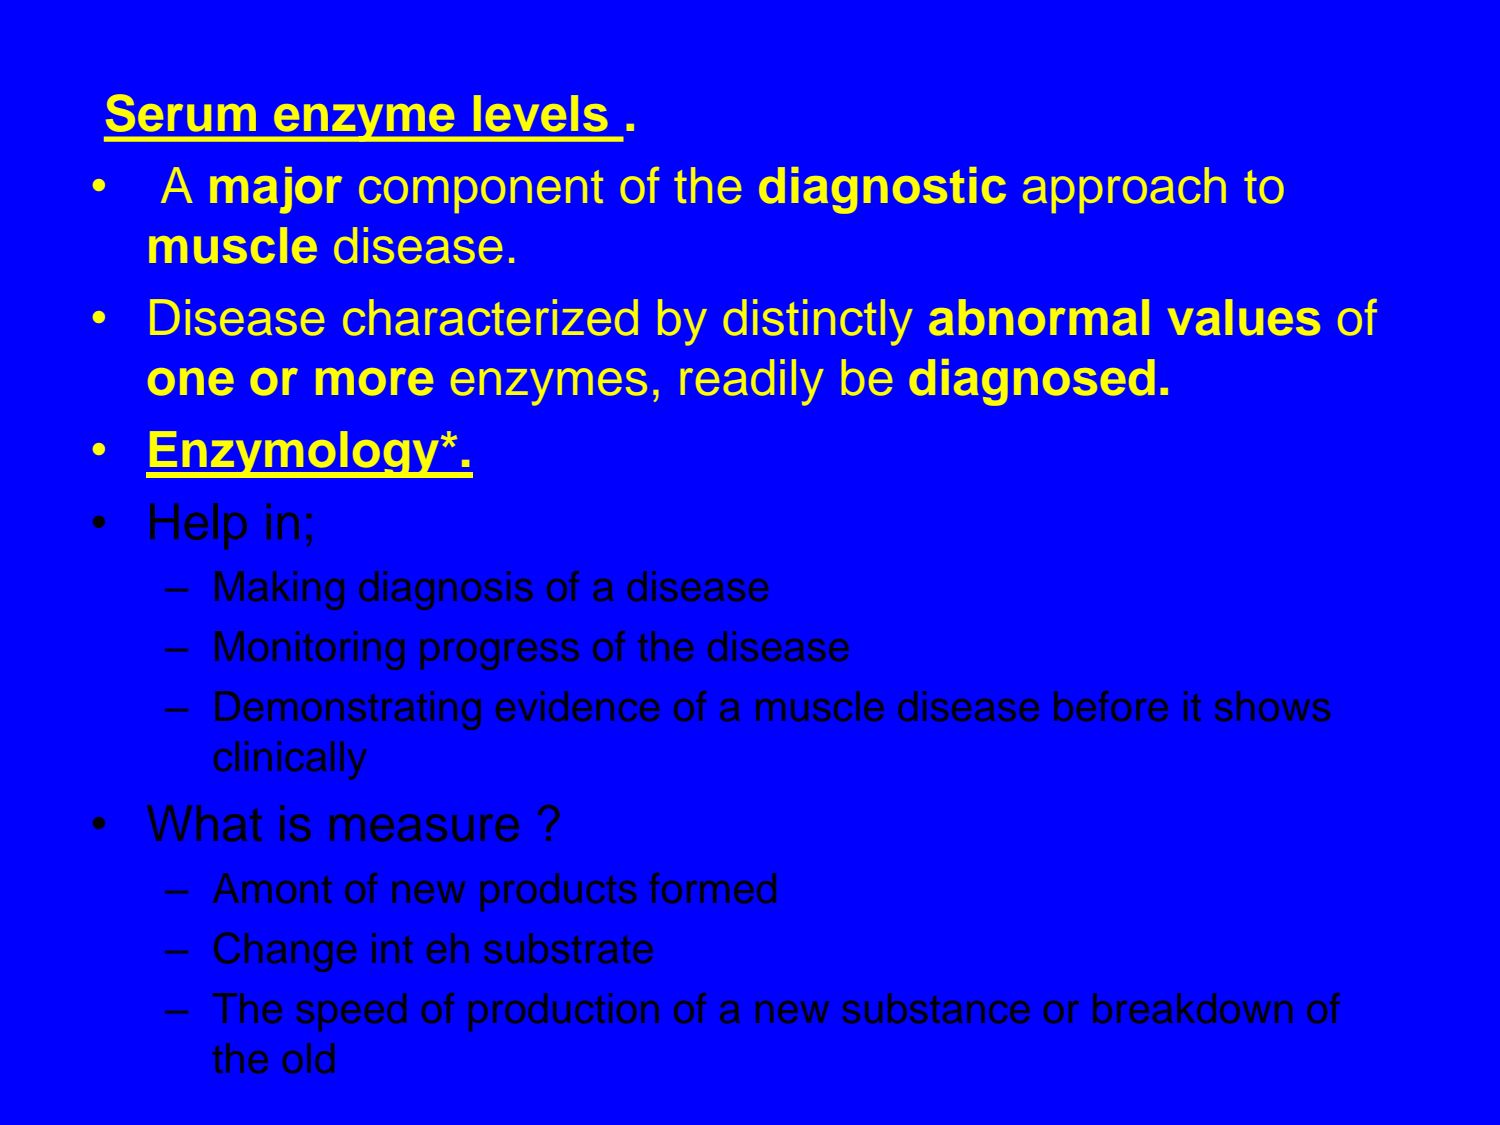 Serum enzyme levels .
• A major component of the diagnostic approach to
muscle disease.
• Disease characterized by distinctly abnormal values of
one or more enzymes, readily be diagnosed.
• Enzymology*.
• Help in;
– Making diagnosis of a disease
– Monitoring progress of the disease
– Demonstrating evidence of a muscle disease before it shows
clinically
• What is measure ?
– Amont of new products formed
– Change int eh substrate
– The speed of production of a new substance or breakdown of
the old